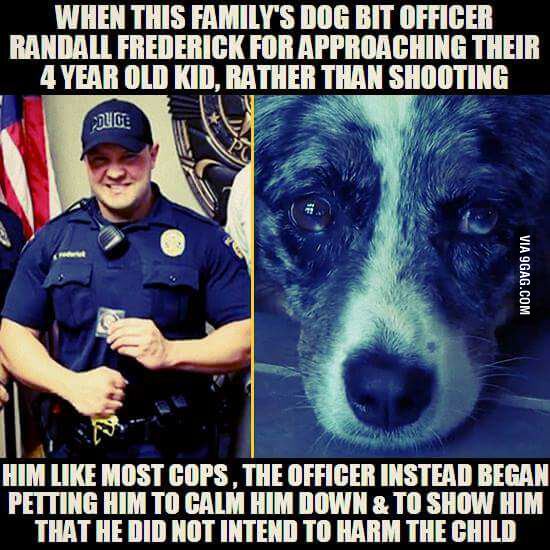 WHEN THIS FAMILY'S DOG BIT OFFICER
RANDALL FREDERICK FOR APPROACHING THEIR
4 YEAR OLD KID, RATHER THAN SHOOTING
POLICE
VIA 9GAG.COM
HIM LIKE MOST COPS , THE OFFICER INSTEAD BEGAN
PETTING HIM TO CALM HIM DOWN & TO SHOW HIM
THAT HE DID NOT INTEND TO HARM THE CHILD